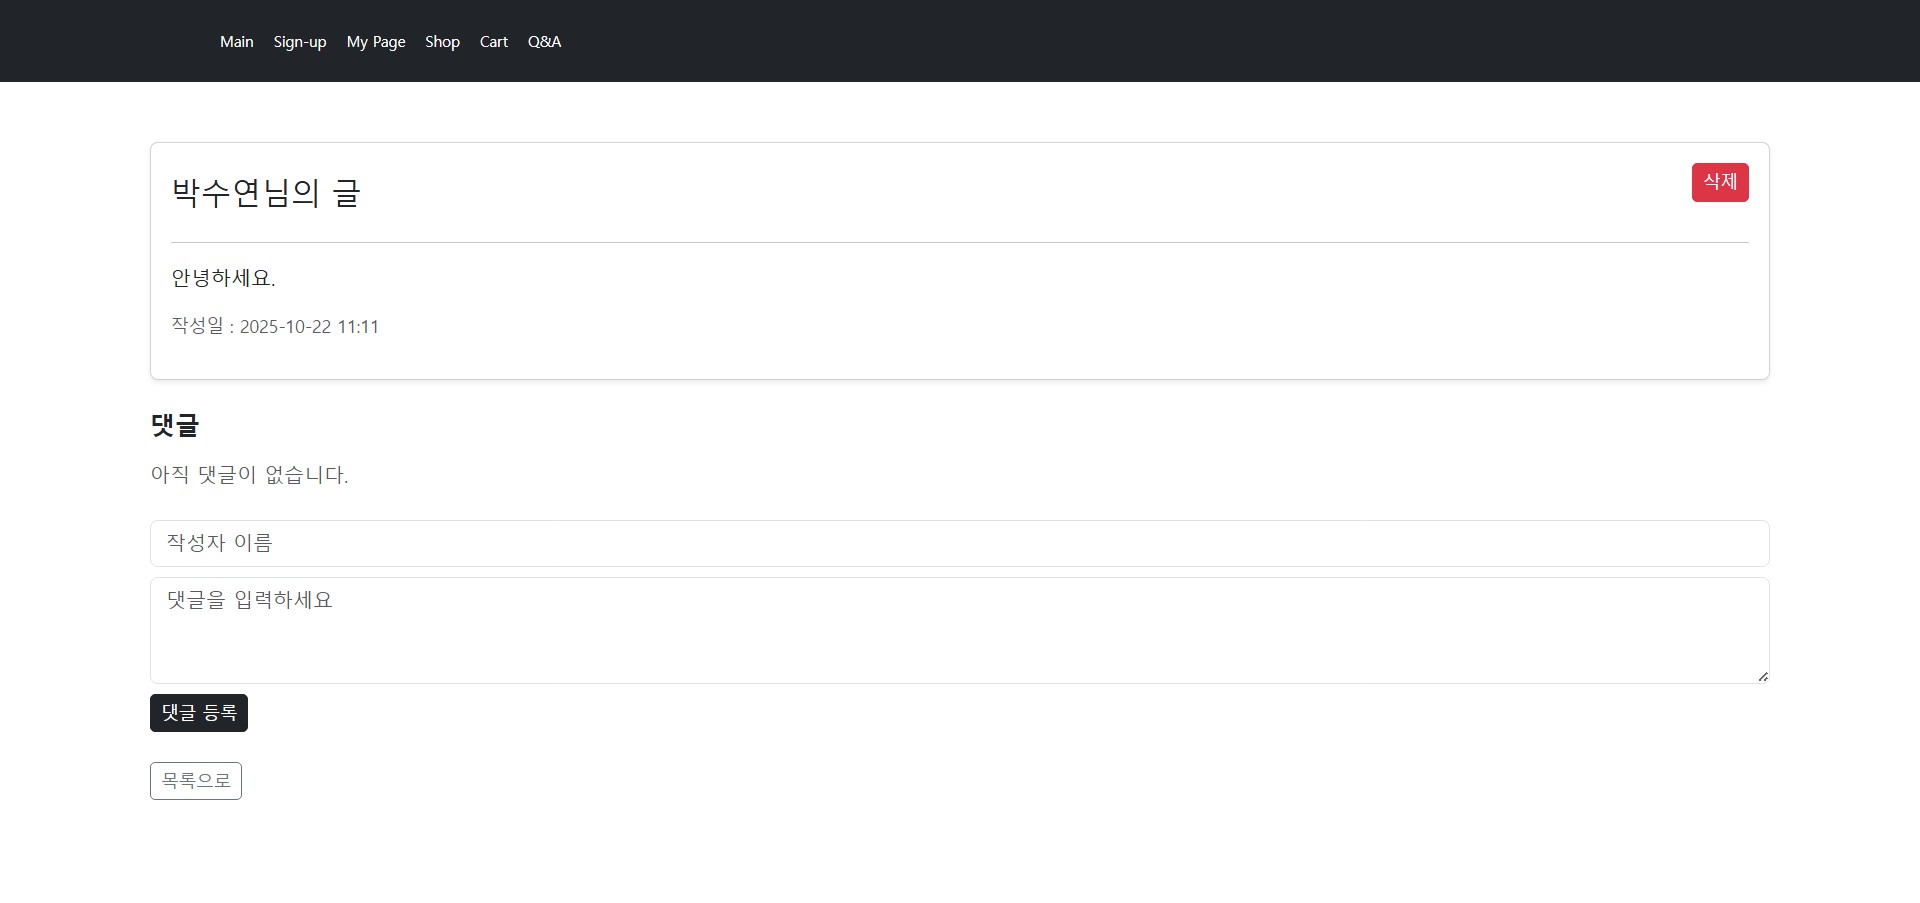 Main Sign-up My Page Shop Cart Q&A
박수연님의 글
삭제
안녕하세요.
작성일 : 2025-10-22 11:11
댓글
아직 댓글이 없습니다.
작성자 이름
댓글을 입력하세요
댓글 등록
목록으로